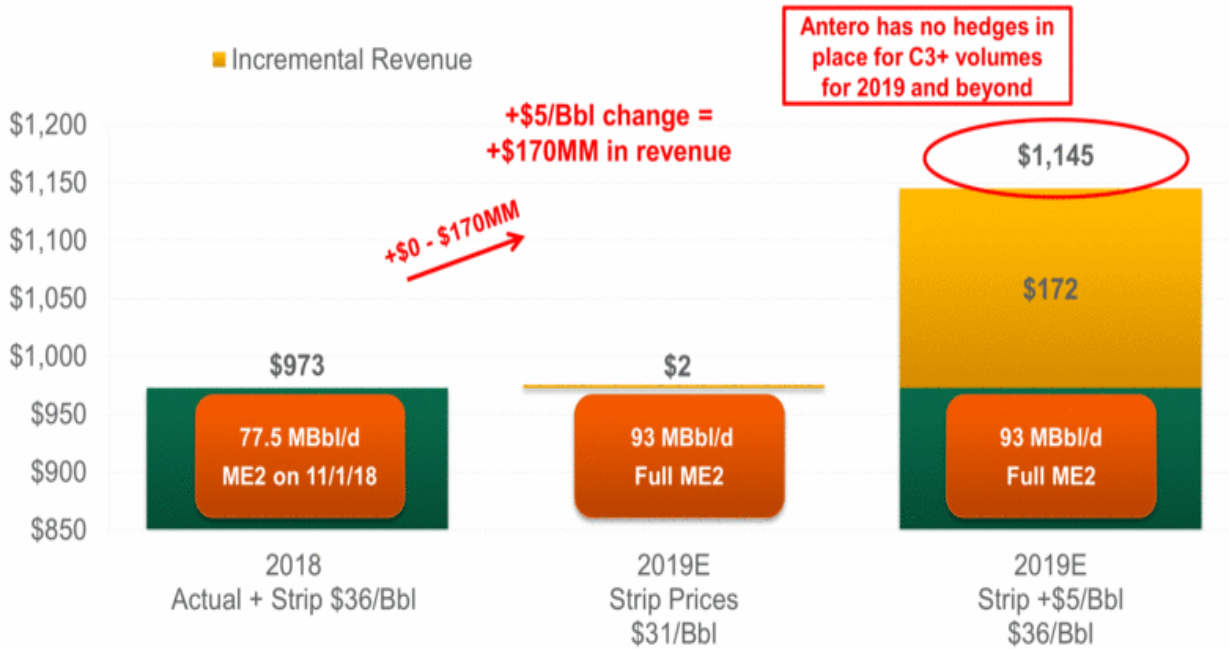 Incremental Revenue
Antero has no hedges in
place for C3+ volumes
for 2019 and beyond
+$5/Bbl change =
+$170MM in revenue
+$0 - $170MM
$1,200
$1,150
$1,100
$1,050
$1,000
$950
$900
$850
$973
$2
$1,145
$172
77.5 MBbl/d
ME2 on 11/1/18
93 MBbl/d
Full ME2
93 MBbl/d
Full ME2
2018
Actual + Strip $36/Bbl
2019E
Strip Prices
$31/Bbl
2019E
Strip +$5/Bbl
$36/Bbl